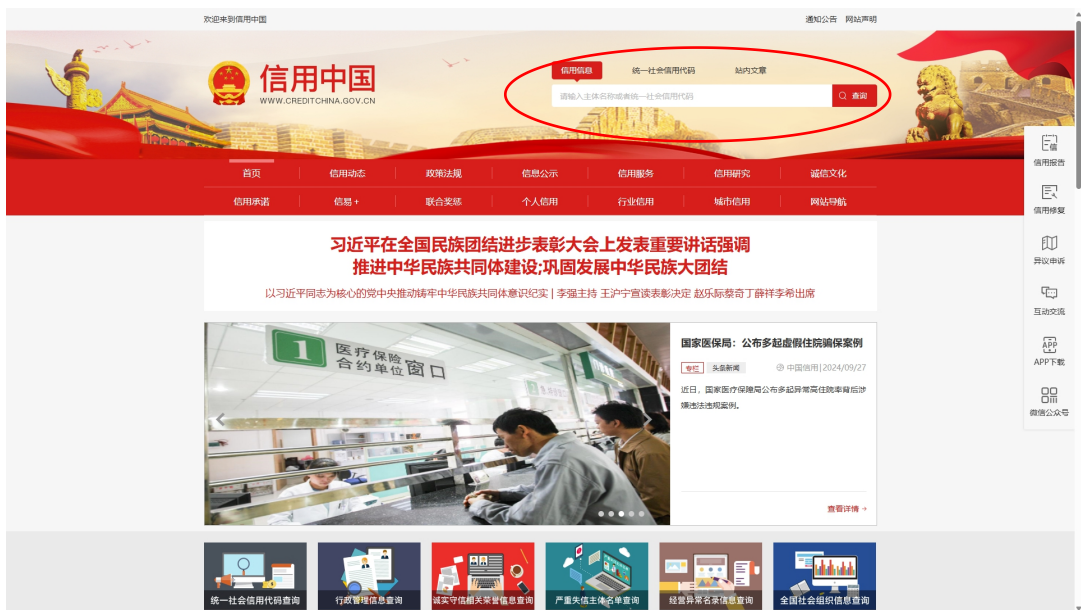 欢迎来到信用中国
通知公告 网站声明
信用信息 统一社会信用代码 站内文章
信用中国
WWW.CREDITCHINA.GOV.CN
请输入主体名称或者统一社会信用代码
查询
首页 信用动态 政策法规 信息公示 信用服务 信用研究 诚信文化
信用承诺 信易+ 联合奖惩 个人信用 行业信用 城市信用 网站导航
信用报告
信用修复
异议申诉
互动交流
APP
APP下载
微信公众号
习近平在全国民族团结进步表彰大会上发表重要讲话强调
推进中华民族共同体建设;巩固发展中华民族大团结
以习近平同志为核心的党中央推动铸牢中华民族共同体意识纪实 | 李强主持 王沪宁宣读表彰决定 赵乐际蔡奇丁薛祥李希出席
1 医疗保险窗口
合约单位
国家医保局：公布多起虚假住院骗保案例
专栏 头条新闻 中国信用|2024/09/27
近日，国家医疗保障局公布多起异常高住院率背后涉
嫌违法违规案例。
查看详情
统一社会信用代码查询 行政管理信息查询 诚实守信相关荣誉信息查询 严重失信主体名单查询 经营异常名录信息查询 全国社会组织信息查询